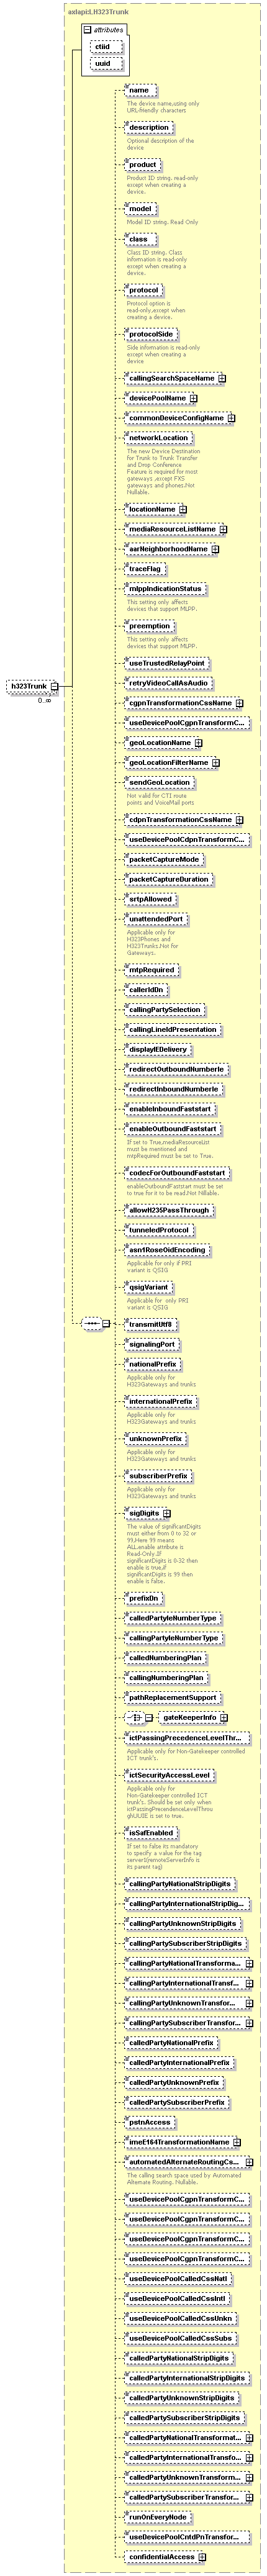 axlapi:LH323Trunk
attributes
ctiid
uuid
name
The device name,using only
URL-friendly characters
description
Optional description of the
device
product
Product ID string. read-only
except when creating a
device.
model
Model ID string. Read Only
class
Class ID string. Class
information is read-only
except when creating a
device.
protocol
Protocol option is
read-only,except when
creating a device.
protocolSide
Side information is read-only
except when creating a
device
callingSearchSpaceName
devicePoolName
commonDeviceConfigName
networkLocation
The new Device Destination
for Trunk to Trunk Transfer
and Drop Conference
Feature is required for most
gateways ,except FXS
gateways and phones.Not
Nullable.
locationName
mediaResourceListName
aarNeighborhoodName
traceFlag
mlppIndicationStatus
This setting only affects
devices that support MLPP.
preemption
This setting only affects
devices that support MLPP.
useTrustedRelayPoint
retryVideoCallAsAudio
h323Trunk
0..∞
cgpnTransformationCssName
useDevicePoolCgpnTransformC...
geoLocationName
geoLocationFilterName
sendGeoLocation
Not valid for CTI route
points and VoiceMail ports
cdpnTransformationCssName
useDevicePoolCdpnTransformC...
packetCaptureMode
packetCaptureDuration
srtpAllowed
unattendedPort
Applicable only for
H323Phones and
H323Trunks.Not for
Gateways.
mtpRequired
callerIdDn
callingPartySelection
callingLineIdPresentation
displayIEDelivery
redirectOutboundNumberIe
redirectInboundNumberIe
enableInboundFaststart
enableOutboundFaststart
If set to True,mediaResourceList
must be mentioned and
mtpRequired must be set to True.
codecForOutboundFaststart
enableOutboundFaststart must be set
to true for it to be read.Not Nillable.
allowH235PassThrough
tunneledProtocol
asn1RoseOidEncoding
Applicable for only if PRI
variant is QSIG
qsigVariant
Applicable for  only PRI
variant is QSIG
transmitUtf8
signalingPort
nationalPrefix
Applicable only for
H323Gateways and trunks
internationalPrefix
Applicable only for
H323Gateways and trunks
unknownPrefix
Applicable only for
H323Gateways and trunks
subscriberPrefix
Applicable only for
H323Gateways and trunks
sigDigits
The value of significantDigits
must either from 0 to 32 or
99.Here 99 means
ALL.enable attribute is
Read-Only.If
significantDigits is 0-32 then
enable is true,if
significantDigits is 99 then
enable is false.
prefixDn
calledPartyIeNumberType
callingPartyIeNumberType
calledNumberingPlan
callingNumberingPlan
pathReplacementSupport
gateKeeperInfo
ictPassingPrecedenceLevelThr...
Applicable only for Non-Gatekeeper controlled
ICT trunk's.
ictSecurityAccessLevel
Applicable only for
Non-Gatekeeper controlled ICT
trunk's. Should be set only when
ictPassingPrecendenceLevelThrou
ghUUIE is set to true.
isSafEnabled
If set to false its mandatory
to specify a value for the tag
server1(remoteServerInfo is
its parent tag)
callingPartyNationalStripDigits
callingPartyInternationalStripDig...
callingPartyUnknownStripDigits
callingPartySubscriberStripDigits
callingPartyNationalTransforma...
callingPartyInternationalTransf...
callingPartyUnknownTransfor...
callingPartySubscriberTransfor...
calledPartyNationalPrefix
calledPartyInternationalPrefix
calledPartyUnknownPrefix
calledPartySubscriberPrefix
pstnAccess
imeE164TransformationName
automatedAlternateRoutingCs...
The calling search space used by Automated
Alternate Routing. Nullable.
useDevicePoolCgpnTransformC...
useDevicePoolCgpnTransformC...
useDevicePoolCgpnTransformC...
useDevicePoolCgpnTransformC...
useDevicePoolCalledCssNatl
useDevicePoolCalledCssIntl
useDevicePoolCalledCssUnkn
useDevicePoolCalledCssSubs
calledPartyNationalStripDigits
calledPartyInternationalStripDigits
calledPartyUnknownStripDigits
calledPartySubscriberStripDigits
calledPartyNationalTransformat...
calledPartyInternationalTransfo...
calledPartyUnknownTransform...
calledPartySubscriberTransfor...
runOnEveryNode
useDevicePoolCntdPnTransfor...
confidentialAccess